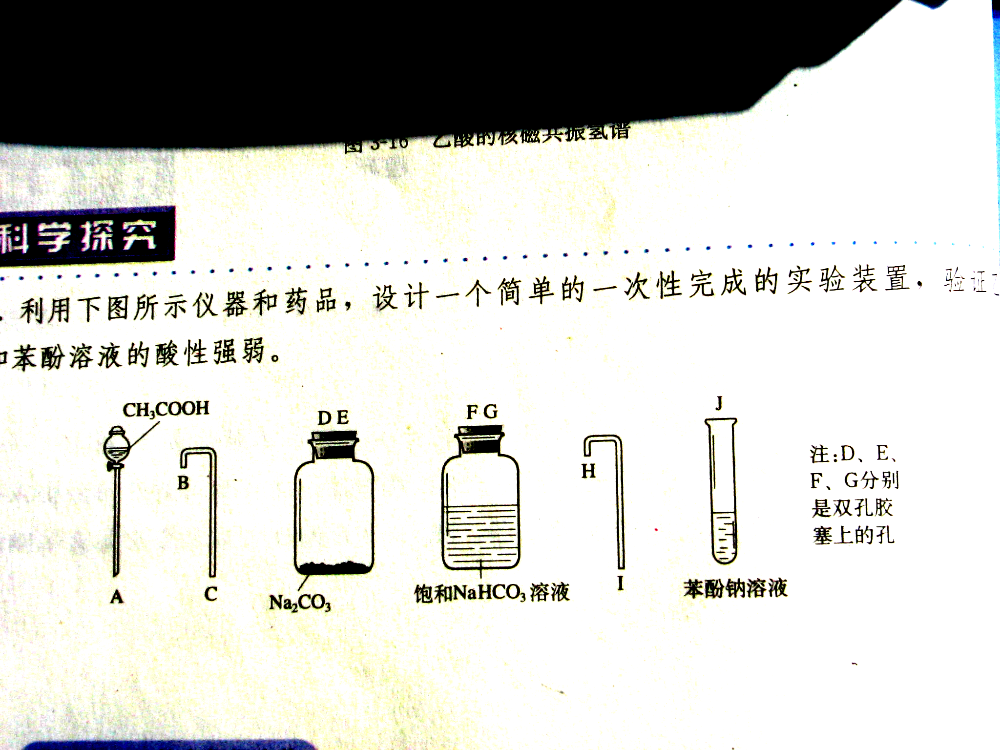 图 3-16 乙酸的核磁共振氢谱
科学探究
. 利用下图所示仪器和药品，设计一个简单的一次性完成的实验装置，验证
苯酚溶液的酸性强弱。
CH₃COOH
D E
F G
J
B
H
A
C
Na₂CO₃
饱和NaHCO₃溶液
I
苯酚钠溶液
注:D、E、
F、G分别
是双孔胶
塞上的孔